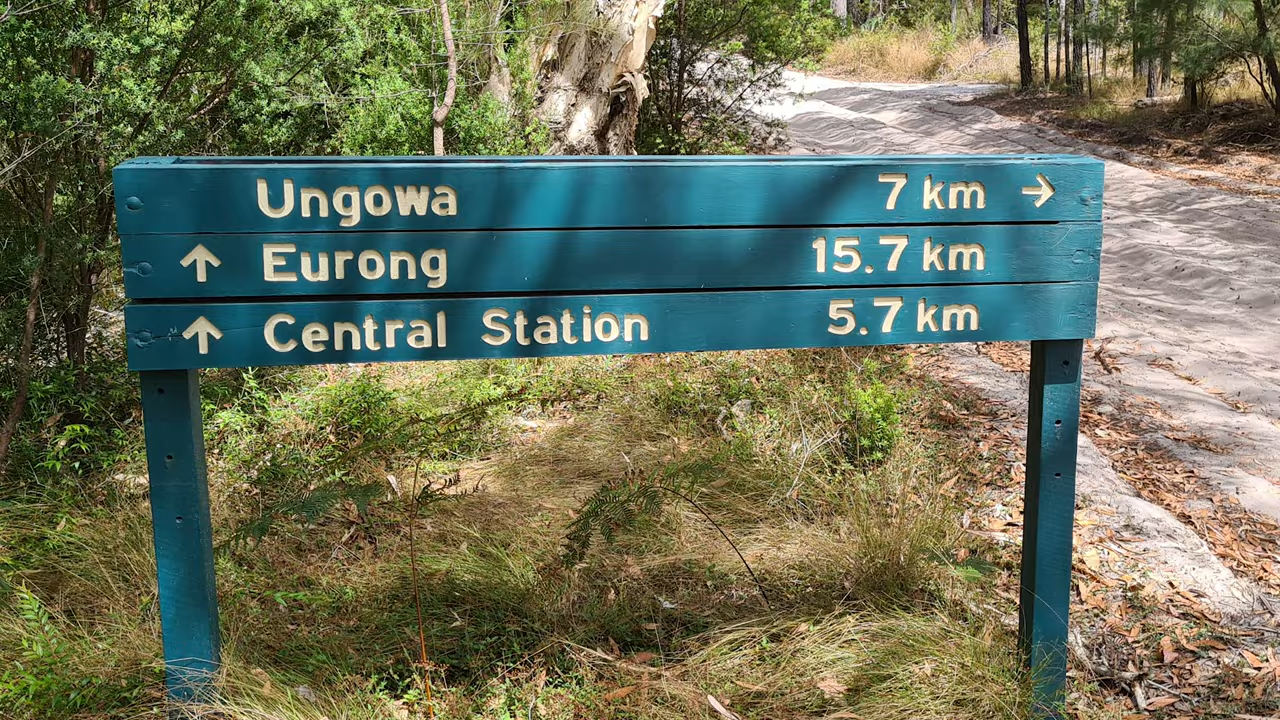 Ungowa 7 km →
↑ Eurong 15.7 km
↑ Central Station 5.7 km